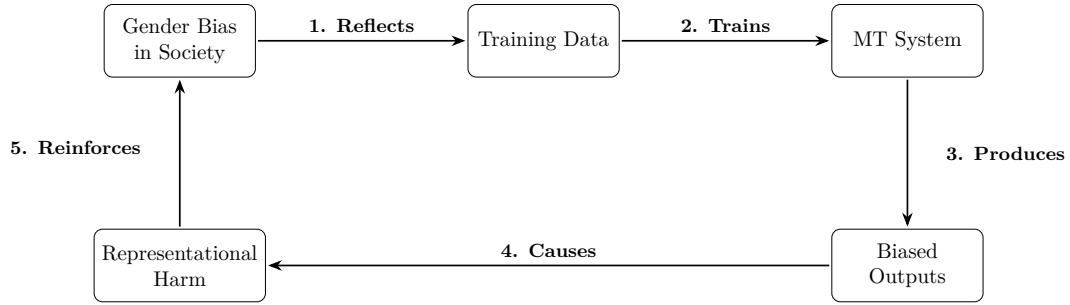 Gender Bias
in Society
1. Reflects
Training Data
2. Trains
MT System
3. Produces
Biased
Outputs
4. Causes
Representational
Harm
5. Reinforces